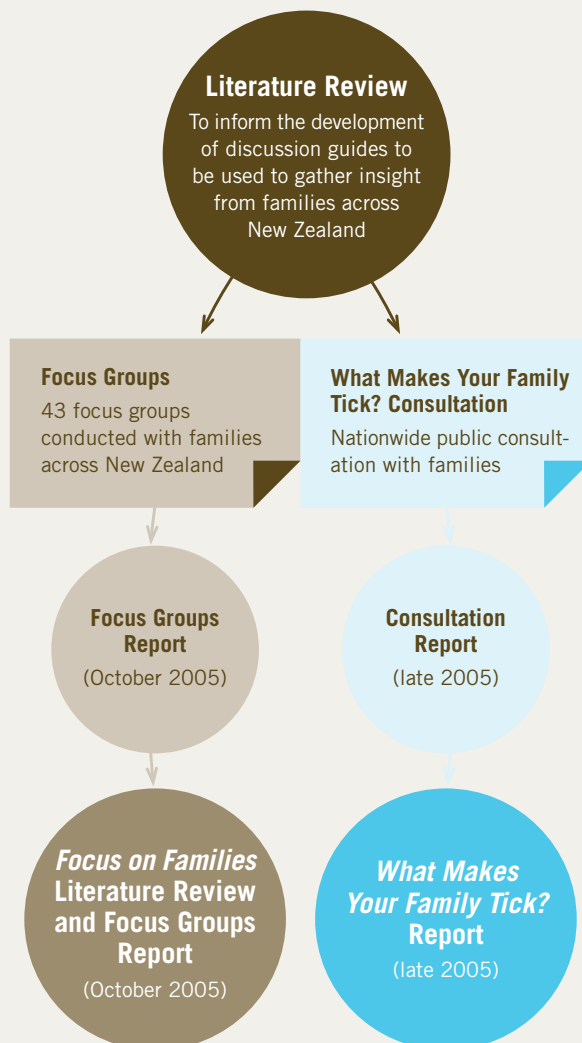 Literature Review
To inform the development
of discussion guides to
be used to gather insight
from families across
New Zealand
Focus Groups
43 focus groups
conducted with families
across New Zealand
What Makes Your Family
Tick? Consultation
Nationwide public consult-
ation with families
Focus Groups
Report
(October 2005)
Consultation
Report
(late 2005)
Focus on Families
Literature Review
and Focus Groups
Report
(October 2005)
What Makes
Your Family Tick?
Report
(late 2005)